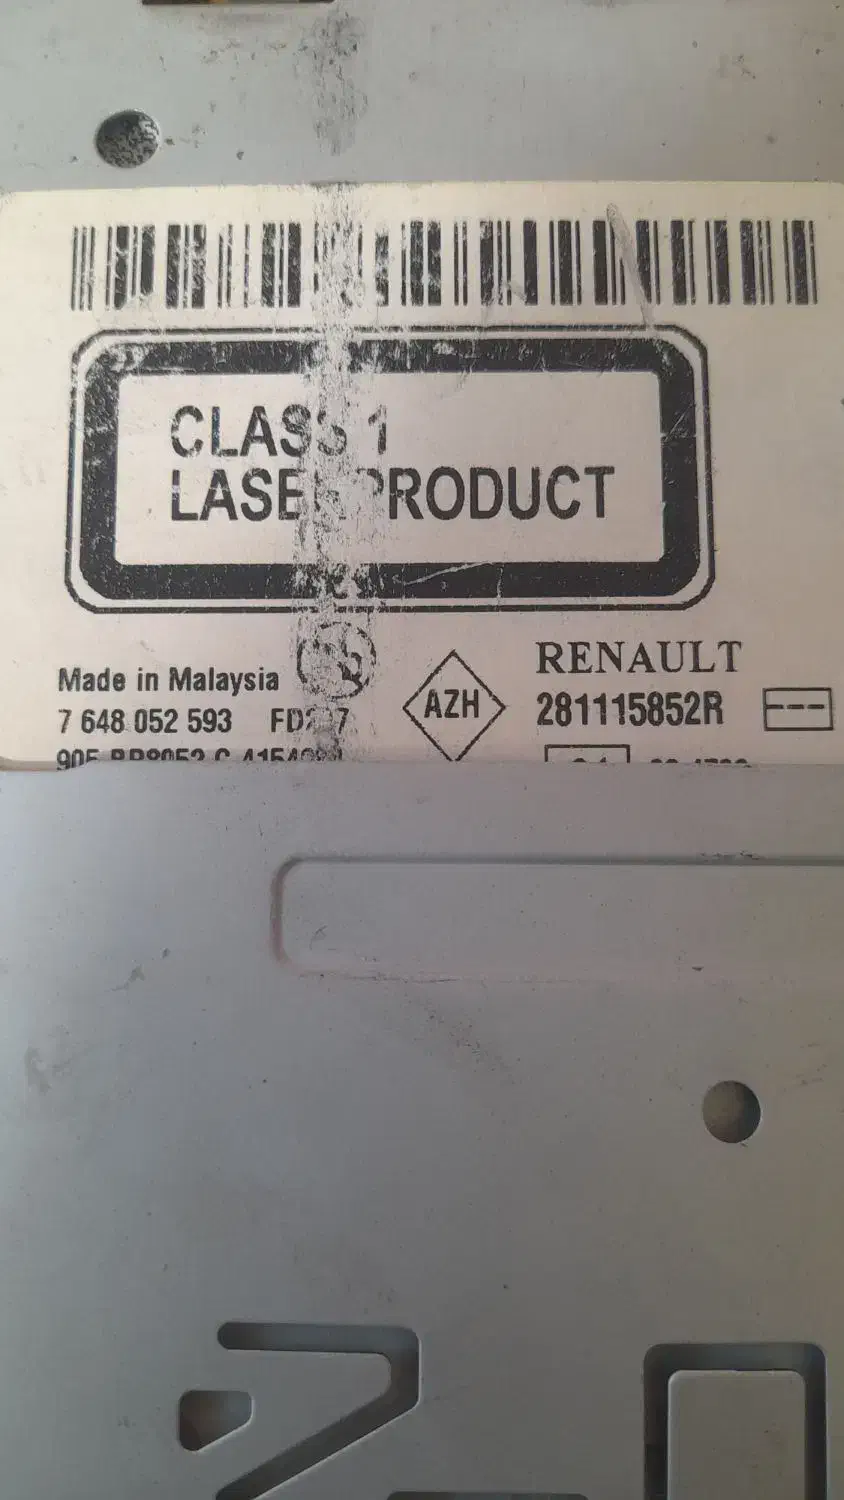 CLASS 1
LASER PRODUCT
Made in Malaysia
7 648 052 593
AZH
RENAULT
281115852R